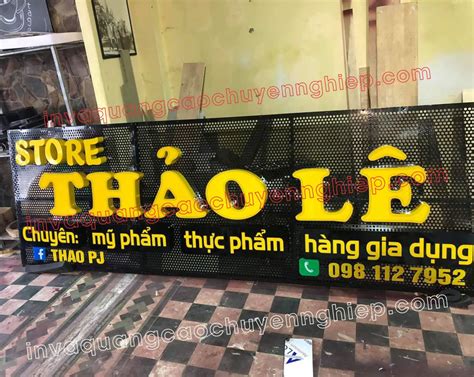 invaquangcaochuyennghiep.com
STORE
THẢO LÊ
invaquangcaochuyennghiep.com
Chuyên: mỹ phẩm thực phẩm hàng gia dụng
f THAO PJ
098 112 7952
invaquangcaochuyennghiep.com